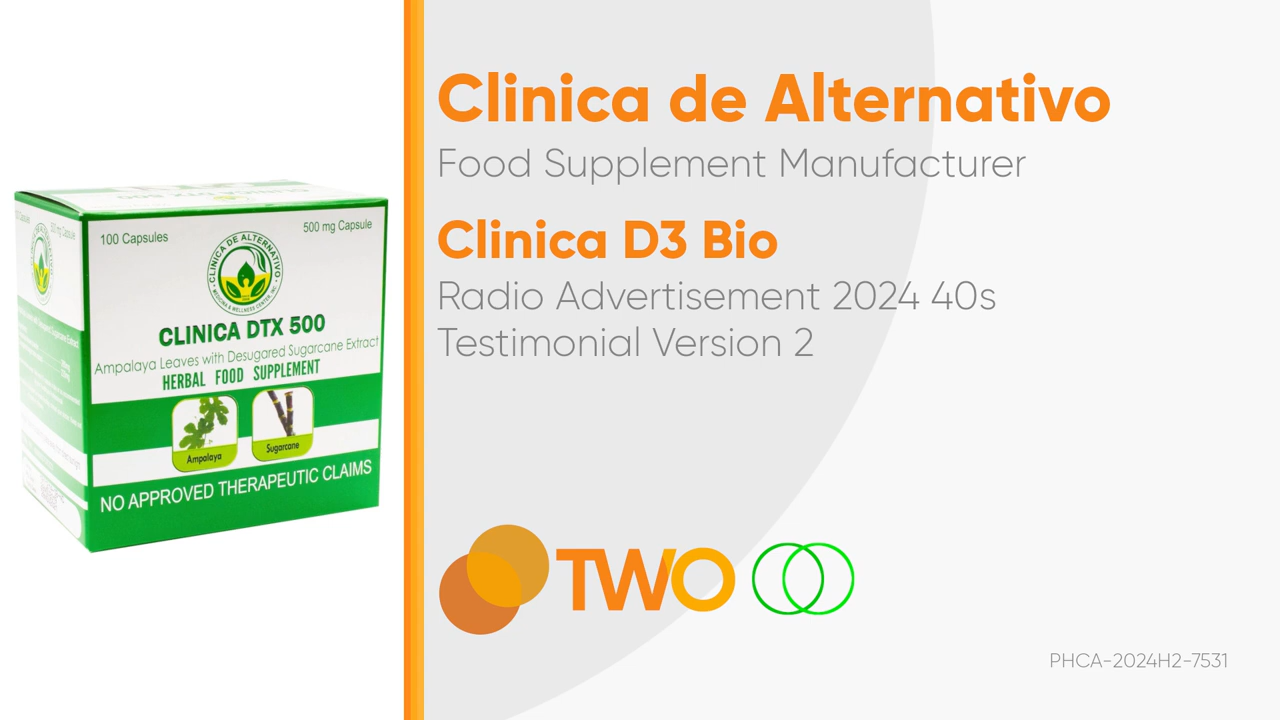 Clinica de Alternativo
Food Supplement Manufacturer
Clinica D3 Bio
Radio Advertisement 2024 40s
Testimonial Version 2
100 Capsules
500 mg Capsule
CLINICA DE ALTERNATIVO
CLINICA DTX 500
Ampalaya Leaves with Desugared Sugarcane Extract
HERBAL FOOD SUPPLEMENT
Ampalaya
Sugarcane
NO APPROVED THERAPEUTIC CLAIMS
TWO
PHCA-2024H2-7531